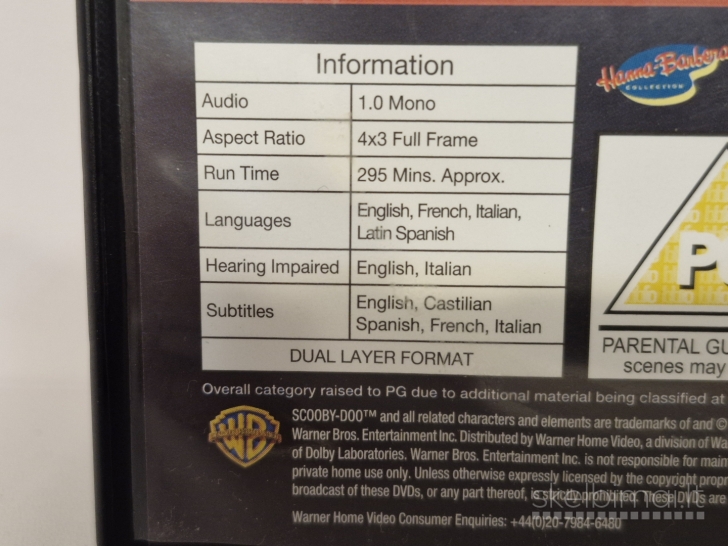 Information
Hanna-Barbera
COLLECTION
Audio 1.0 Mono
Aspect Ratio 4x3 Full Frame
Run Time 295 Mins. Approx.
Languages English, French, Italian,
Latin Spanish
Hearing Impaired English, Italian
Subtitles English, Castilian
Spanish, French, Italian
DUAL LAYER FORMAT
PARENTAL GU
scenes may
Overall category raised to PG due to additional material being classified at
WB
SCOOBY-DOO™ and all related characters and elements are trademarks of and ©
Warner Bros. Entertainment Inc. Distributed by Warner Home Video, a division of Wa
of Dolby Laboratories. Warner Bros. Entertainment Inc. is not responsible for main
private home use only. Unless otherwise expressly licensed by the copyright propr
broadcast of these DVDs, or any part thereof, is strictly prohibited. These DVDs are
Warner Home Video Consumer Enquiries: +44(0)20-7984-6480
skelbimai.lt